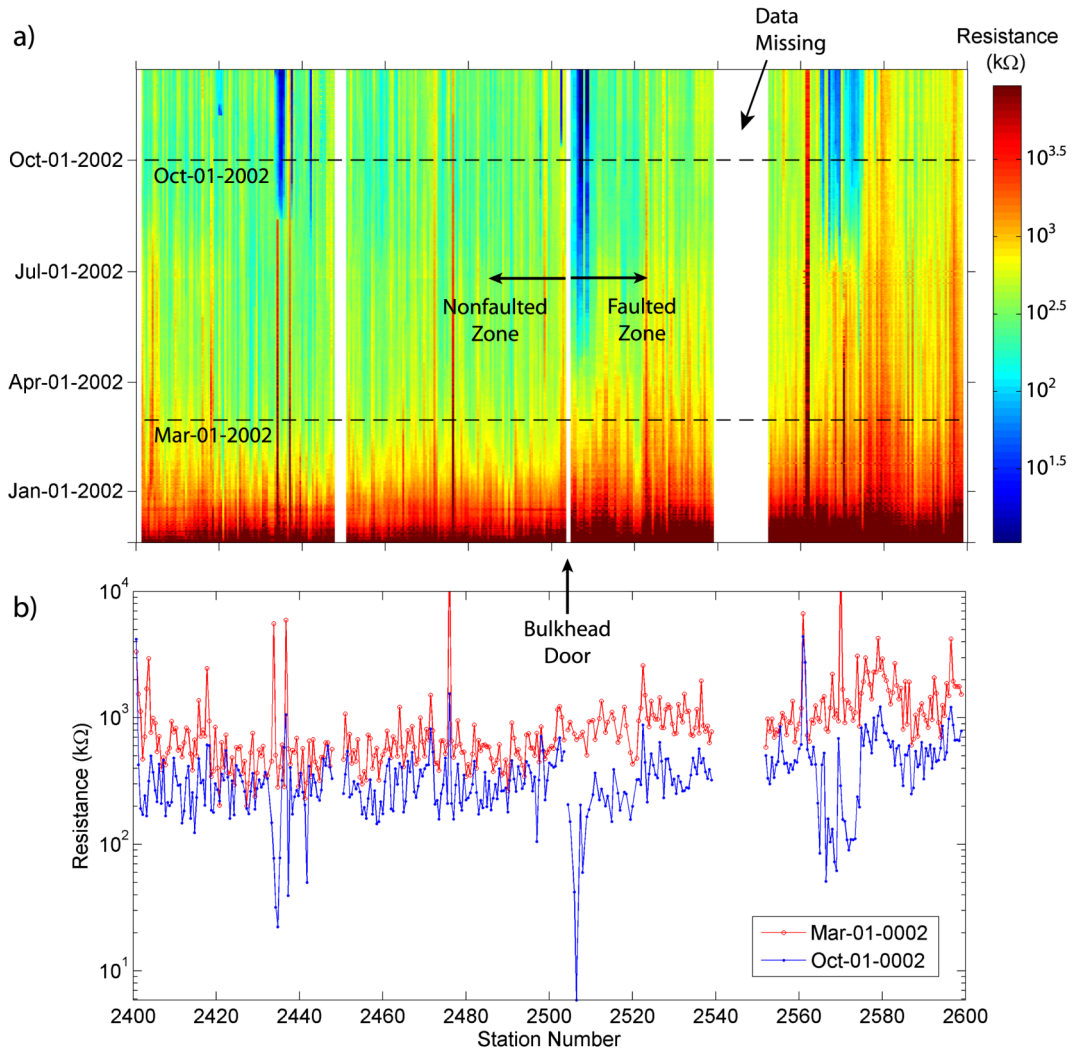 a)
Data
Missing
Resistance
(kΩ)
Oct-01-2002
Oct-01-2002
Jul-01-2002
Nonfaulted
Zone
Faulted
Zone
Apr-01-2002
Mar-01-2002
Jan-01-2002
10^3.5
10^3
10^2.5
10^2
10^1.5
b)
Bulkhead
Door
Resistance (kΩ)
10^4
10^3
10^2
10^1
Mar-01-0002
Oct-01-0002
2400 2420 2440 2460 2480 2500 2520 2540 2560 2580 2600
Station Number